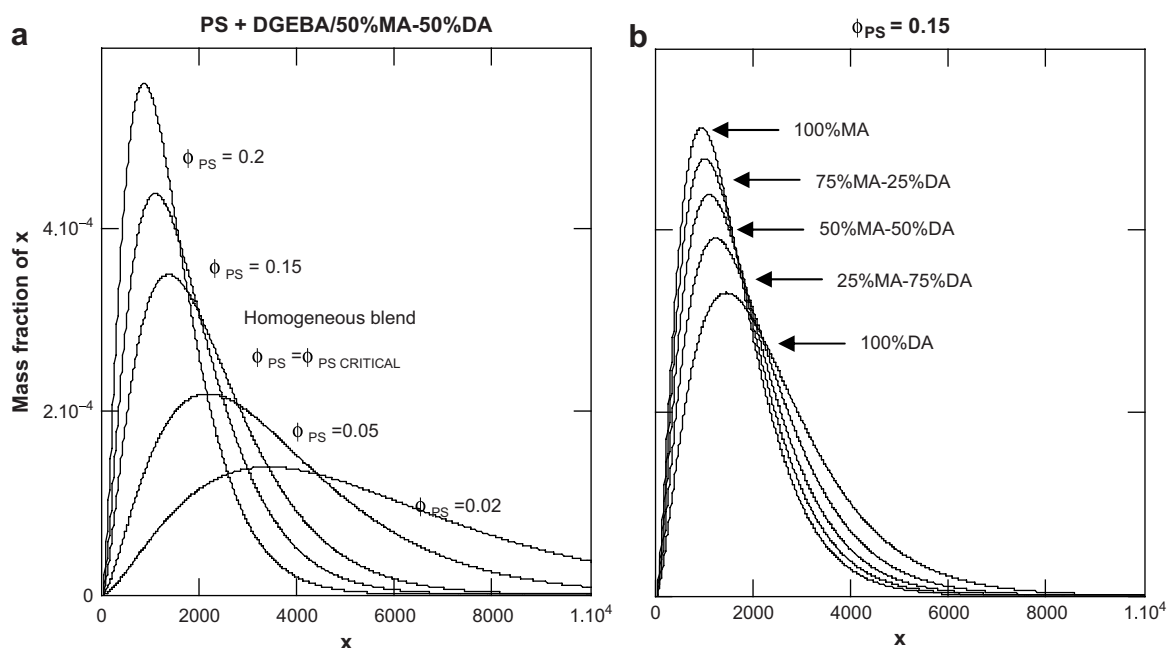 a
PS + DGEBA/50%MA-50%DA
ϕ PS = 0.2
4.10-4
ϕ PS = 0.15
Homogeneous blend
ϕ PS =ϕ PS CRITICAL
2.10-4
ϕ PS =0.05
ϕ PS =0.02
0
0 2000 4000 6000 8000 1.104
x
Mass fraction of x
b
ϕPS = 0.15
100%MA
75%MA-25%DA
50%MA-50%DA
25%MA-75%DA
100%DA
0 2000 4000 6000 8000 1.104
x